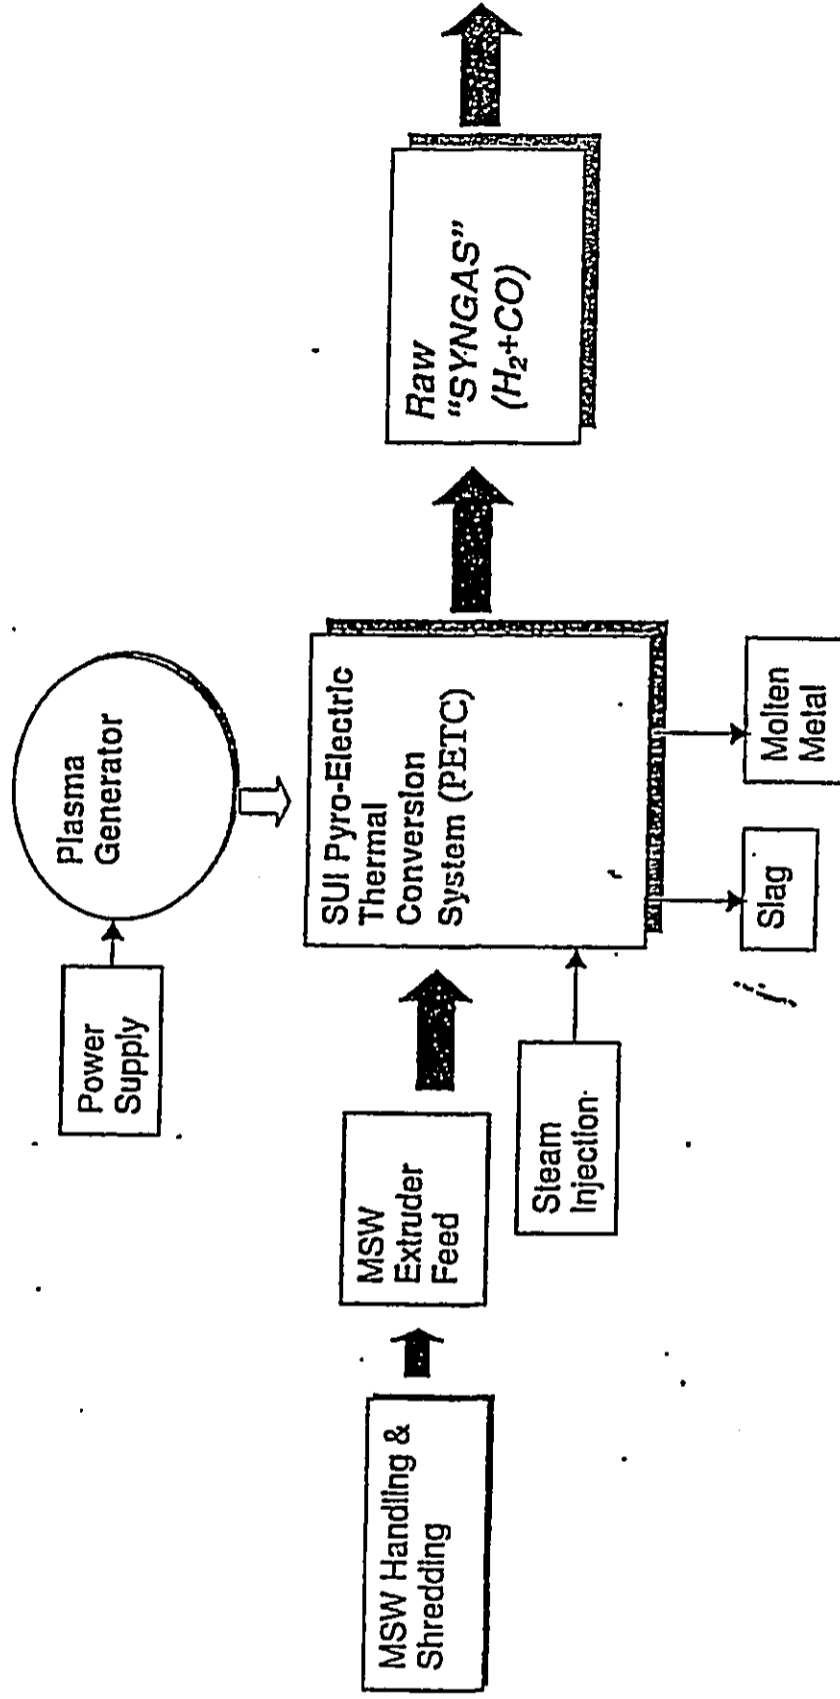 Power
Supply
Plasma
Generator
MSW Handling &
Shredding
MSW
Extruder
Feed
SUI Pyro-Electric
Thermal
Conversion
System (PETC)
Raw
"SYNGAS"
(H₂+CO)
Steam
Injection
Slag
Molten
Metal